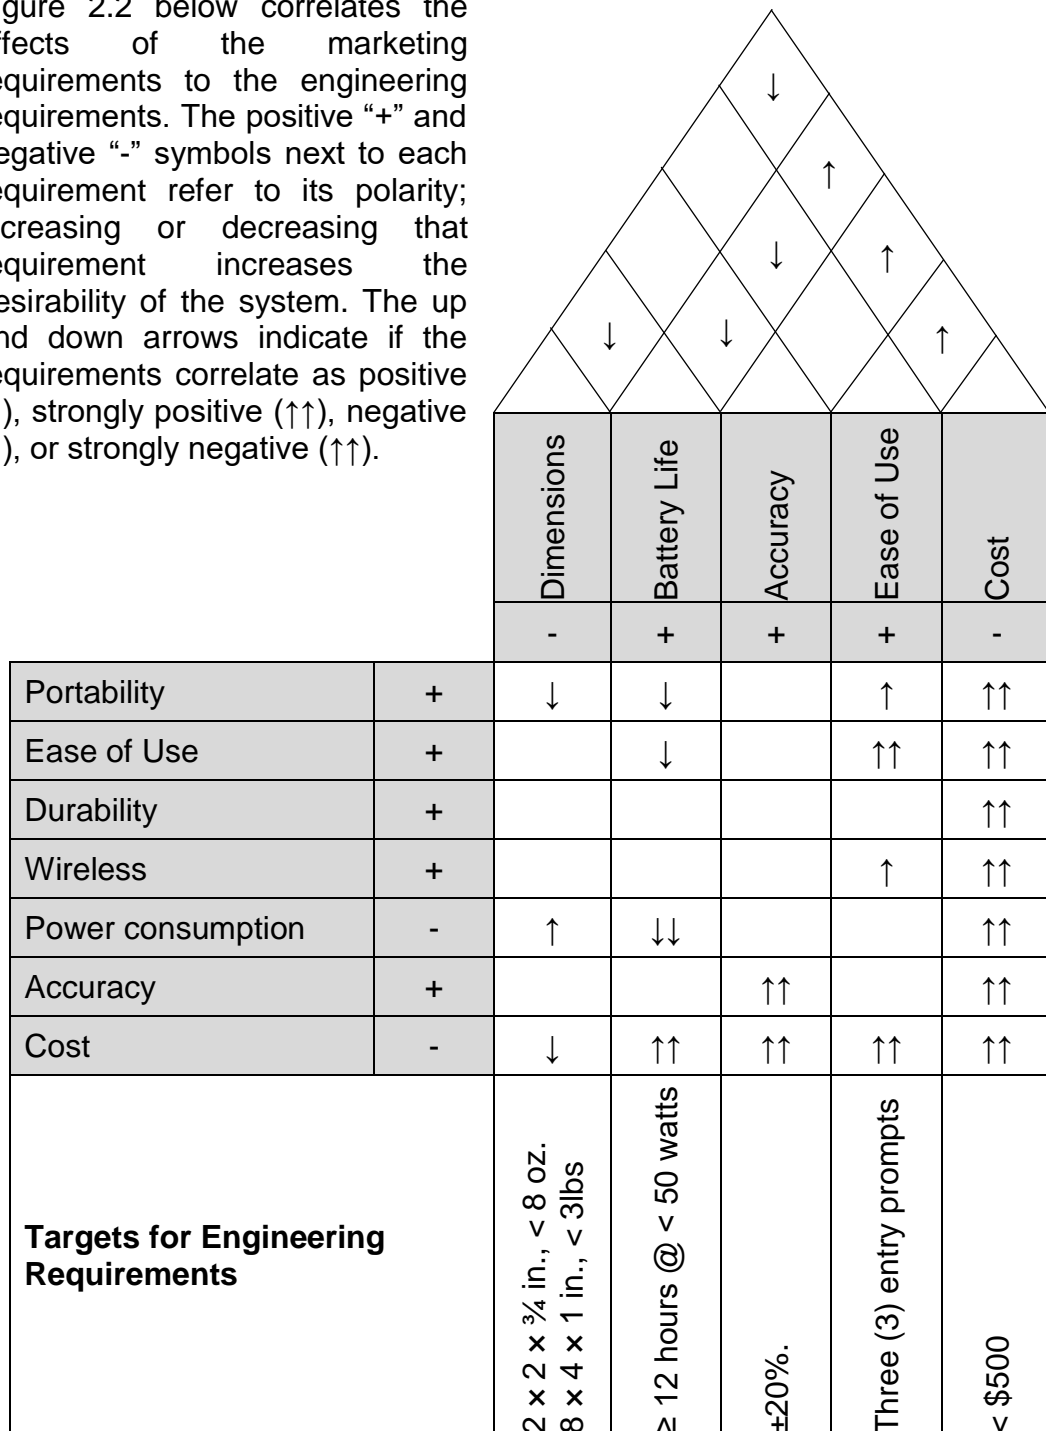 igure 2.2 below correlates the
ffects of the marketing
equirements to the engineering
equirements. The positive “+” and
egative “-” symbols next to each
equirement refer to its polarity;
creasing or decreasing that
equirement increases the
esirability of the system. The up
nd down arrows indicate if the
equirements correlate as positive
), strongly positive (↑↑), negative
), or strongly negative (↑↑).
↓
↑
↓ ↑
↓ ↓ ↑
Dimensions Battery Life Accuracy Ease of Use Cost
- + + + -
Portability + ↓ ↓ ↑ ↑↑
Ease of Use + ↓ ↑↑ ↑↑
Durability + ↑↑
Wireless + ↑ ↑↑
Power consumption - ↑ ↓↓ ↑↑
Accuracy + ↑↑ ↑↑
Cost - ↓ ↑↑ ↑↑ ↑↑ ↑↑
Targets for Engineering
Requirements
2 × 2 × ¾ in., < 8 oz.
8 × 4 × 1 in., < 3lbs
≥ 12 hours @ < 50 watts
±20%.
Three (3) entry prompts
< $500